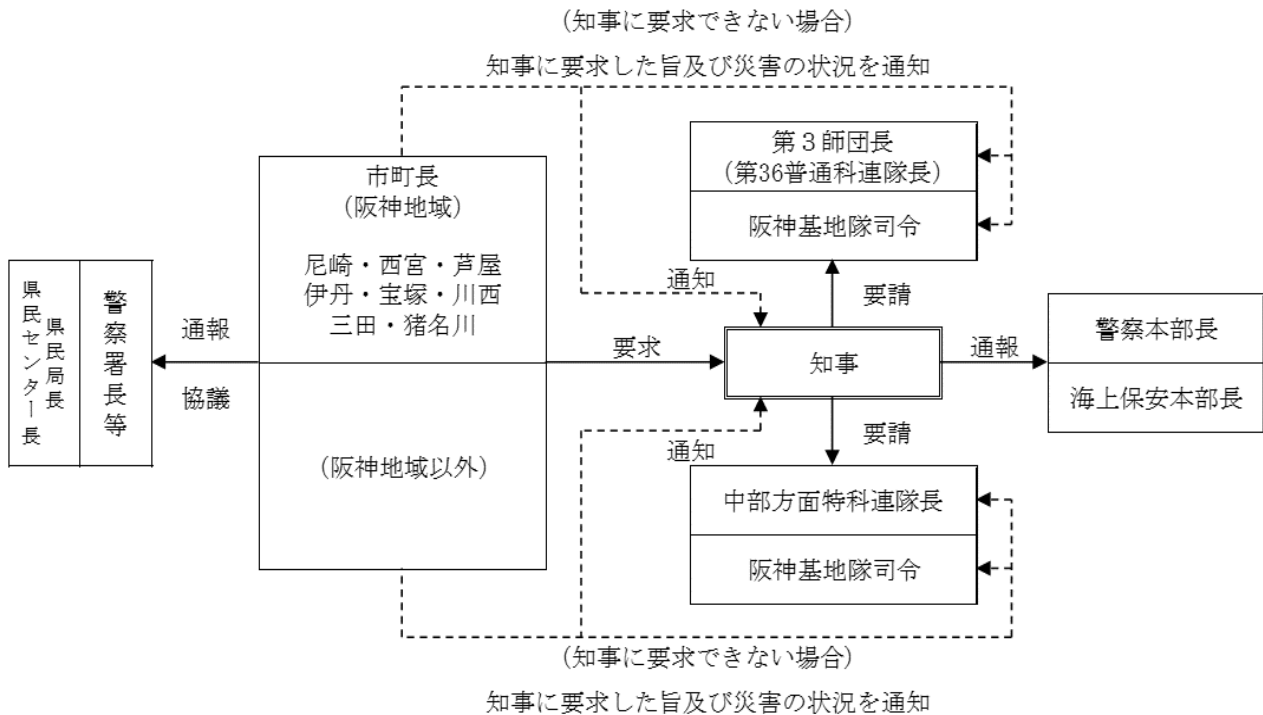 （知事に要求できない場合）
知事に要求した旨及び災害の状況を通知
市町長
（阪神地域）
尼崎・西宮・芦屋
伊丹・宝塚・川西
三田・猪名川
（阪神地域以外）
県民局長
県民センター長
警察署長等
通報
協議
要求
通知
知事
通知
要請
第３師団長
（第36普通科連隊長）
阪神基地隊司令
要請
中部方面特科連隊長
阪神基地隊司令
通報
警察本部長
海上保安本部長
（知事に要求できない場合）
知事に要求した旨及び災害の状況を通知